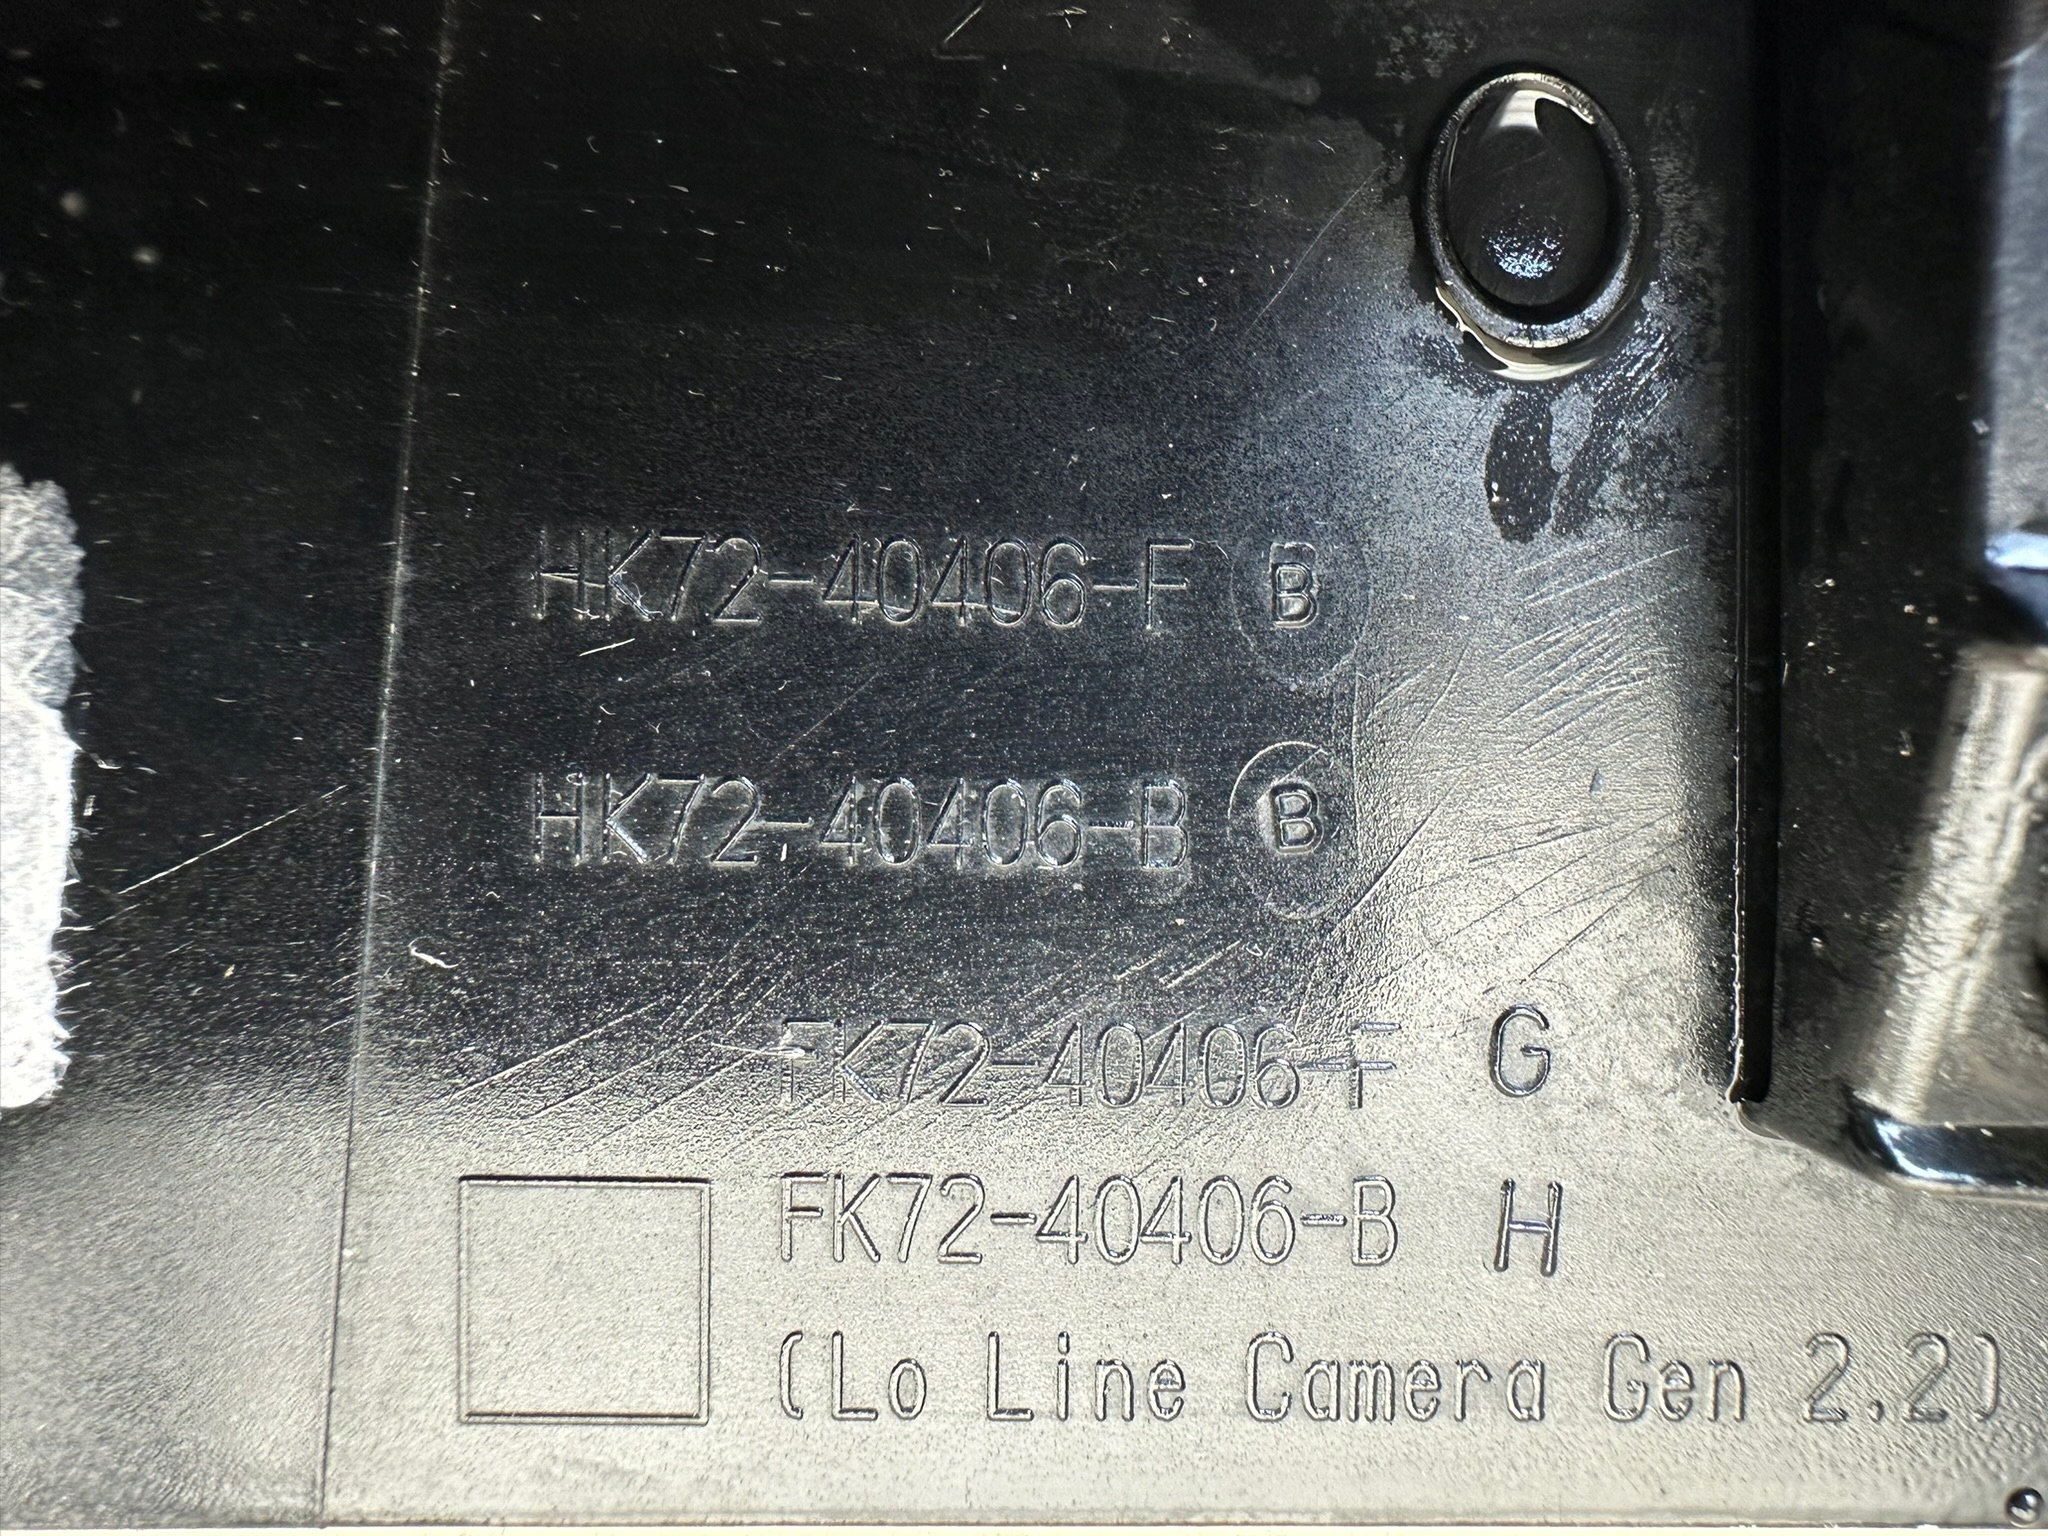 HK72-40406-F B
HK72-40406-B B
FK72-40406-F G
FK72-40406-B H
(Lo Line Camera Gen 2.2)